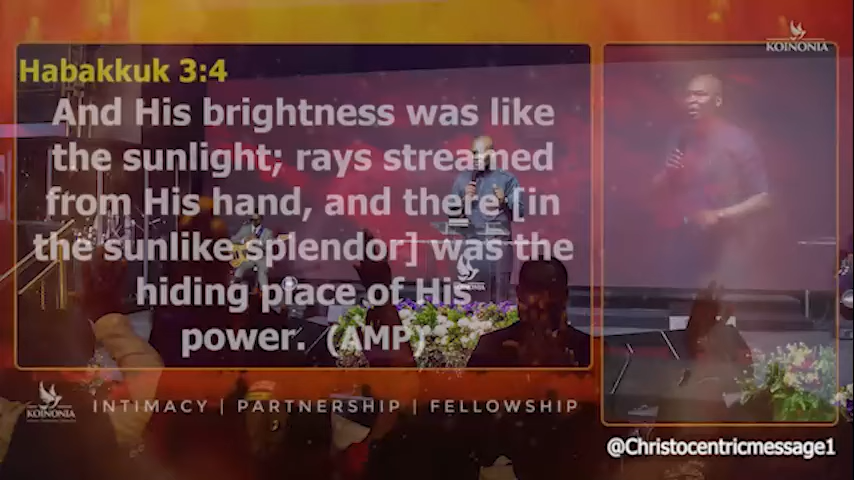 KOINONIA
Habakkuk 3:4
And His brightness was like
the sunlight; rays streamed
from His hand, and there [in
the sunlike splendor] was the
hiding place of His
power. (AMP)
KOINONIA
INTIMACY | PARTNERSHIP | FELLOWSHIP
@Christocentricmessage1